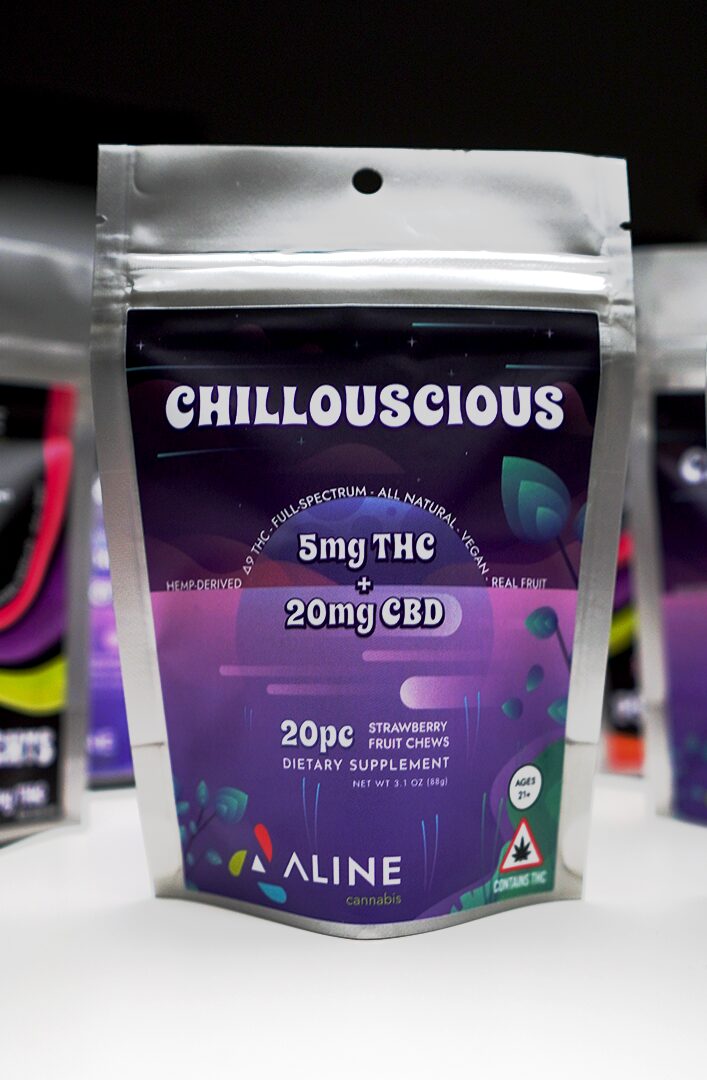 CHILLOUSCIOUS
HEMP-DERIVED Δ9 THC - FULL-SPECTRUM - ALL NATURAL - VEGAN - REAL FRUIT
5mg THC
+
20mg CBD
20pc STRAWBERRY
FRUIT CHEWS
DIETARY SUPPLEMENT
NET WT 3.1 OZ (88g)
AGES
21+
CONTAINS THC
ALINE
cannabis